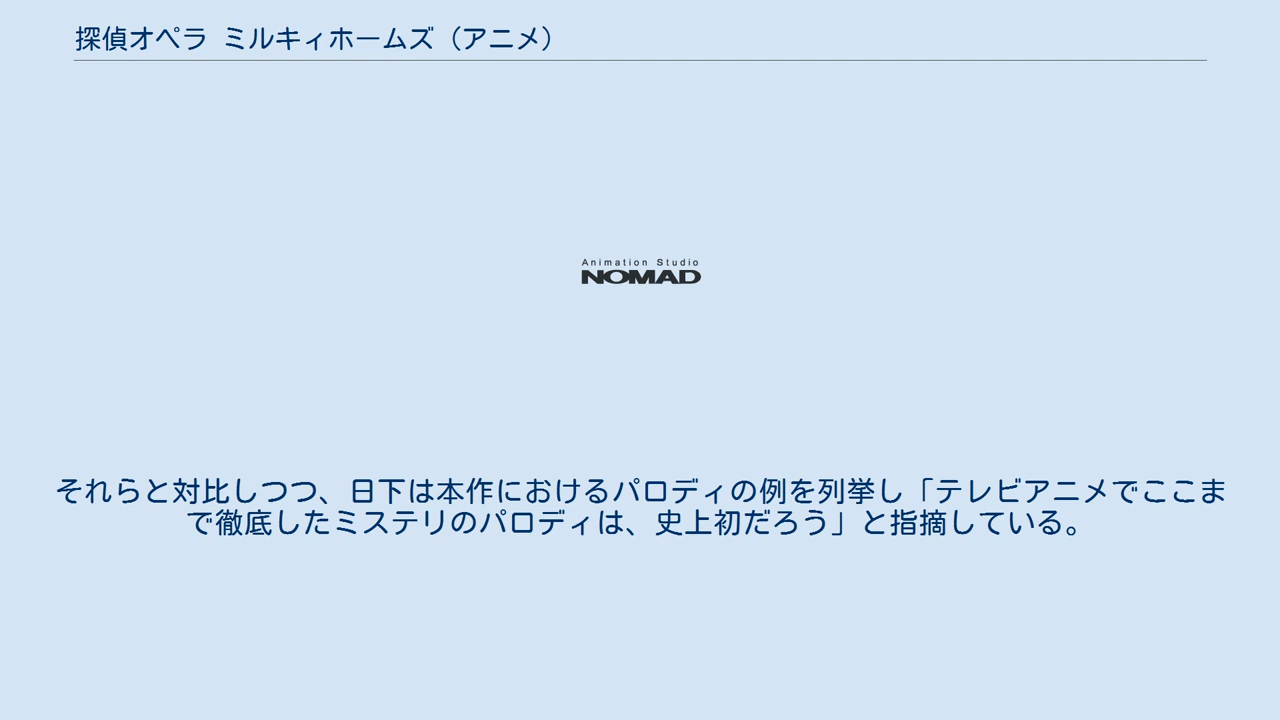 探偵オペラ ミルキィホームズ（アニメ）
Animation Studio
NOMAD
それらと対比しつつ、日下は本作におけるパロディの例を列挙し「テレビアニメでここま
で徹底したミステリのパロディは、史上初だろう」と指摘している。